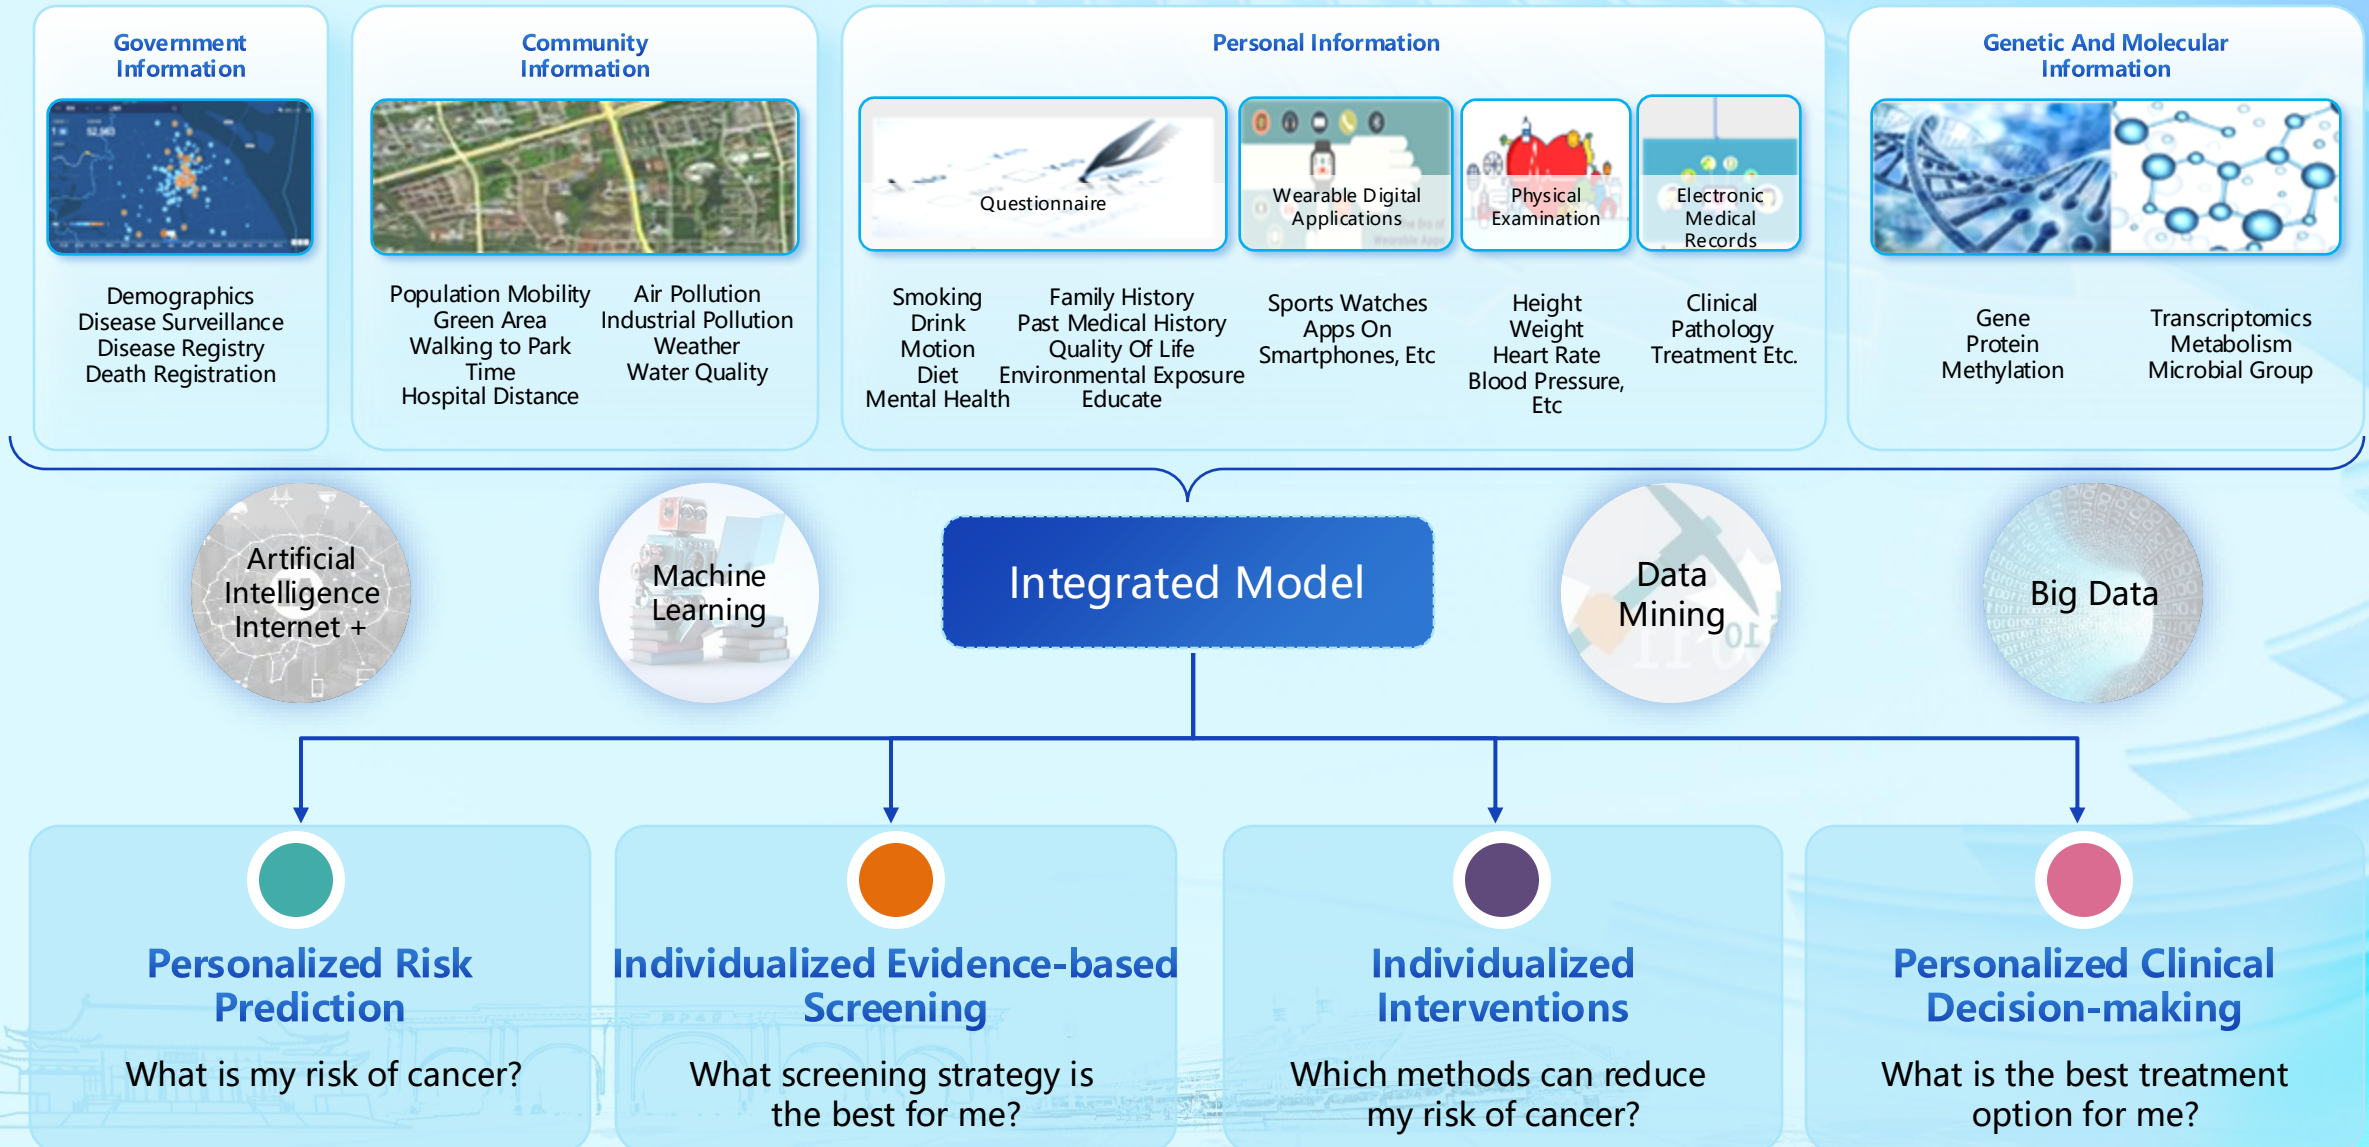 Government
Information
52,983
Demographics
Disease Surveillance
Disease Registry
Death Registration
Community
Information
Population Mobility
Green Area
Walking to Park
Time
Hospital Distance
Air Pollution
Industrial Pollution
Weather
Water Quality
Personal Information
Questionnaire
Smoking
Drink
Motion
Diet
Mental Health
Family History
Past Medical History
Quality Of Life
Environmental Exposure
Educate
Wearable Digital
Applications
The Era of
Wearable Apps
Sports Watches
Apps On
Smartphones, Etc
Physical
Examination
Height
Weight
Heart Rate
Blood Pressure,
Etc
Electronic
Medical
Records
Clinical
Pathology
Treatment Etc.
Genetic And Molecular
Information
Gene
Protein
Methylation
Transcriptomics
Metabolism
Microbial Group
Artificial
Intelligence
Internet +
Machine
Learning
Integrated Model
Data
Mining
Big Data
Personalized Risk
Prediction
What is my risk of cancer?
Individualized Evidence-based
Screening
What screening strategy is
the best for me?
Individualized
Interventions
Which methods can reduce
my risk of cancer?
Personalized Clinical
Decision-making
What is the best treatment
option for me?